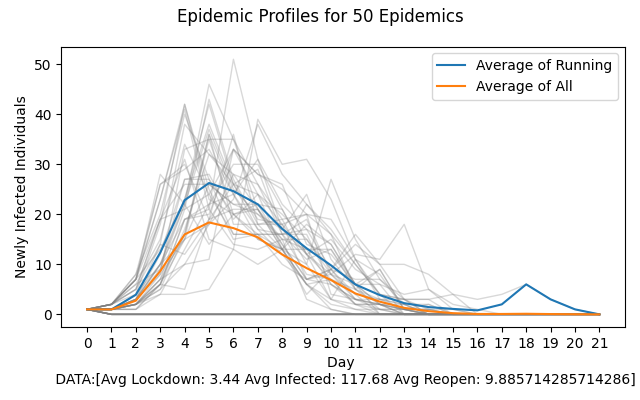 Epidemic Profiles for 50 Epidemics
Average of Running
Average of All
Newly Infected Individuals
50
40
30
20
10
0
0 1 2 3 4 5 6 7 8 9 10 11 12 13 14 15 16 17 18 19 20 21
Day
DATA:[Avg Lockdown: 3.44 Avg Infected: 117.68 Avg Reopen: 9.885714285714286]